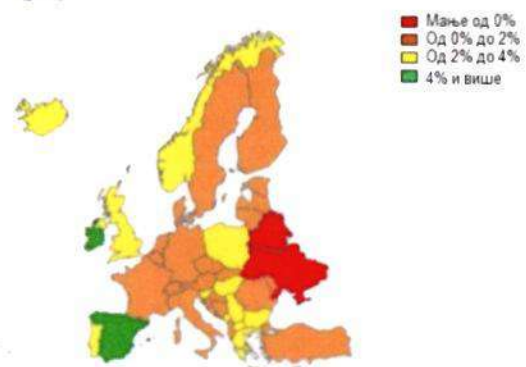 Мање од 0%
Од 0% до 2%
Од 2% до 4%
4% и више